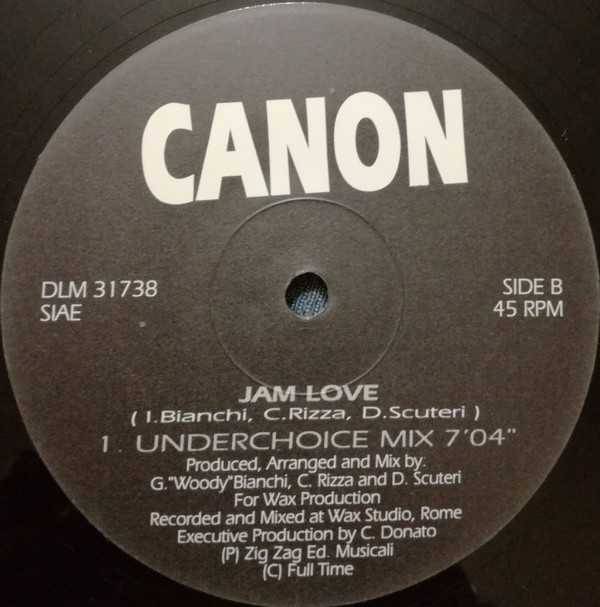 CANON
DLM 31738
SIAE
SIDE B
45 RPM
JAM LOVE
( I.Bianchi, C.Rizza, D.Scuteri )
1. UNDERCHOICE MIX 7'04"
Produced, Arranged and Mix by:
G."Woody"Bianchi, C. Rizza and D. Scuteri
For Wax Production
Recorded and Mixed at Wax Studio, Rome
Executive Production by C. Donato
(P) Zig Zag Ed. Musicali
(C) Full Time